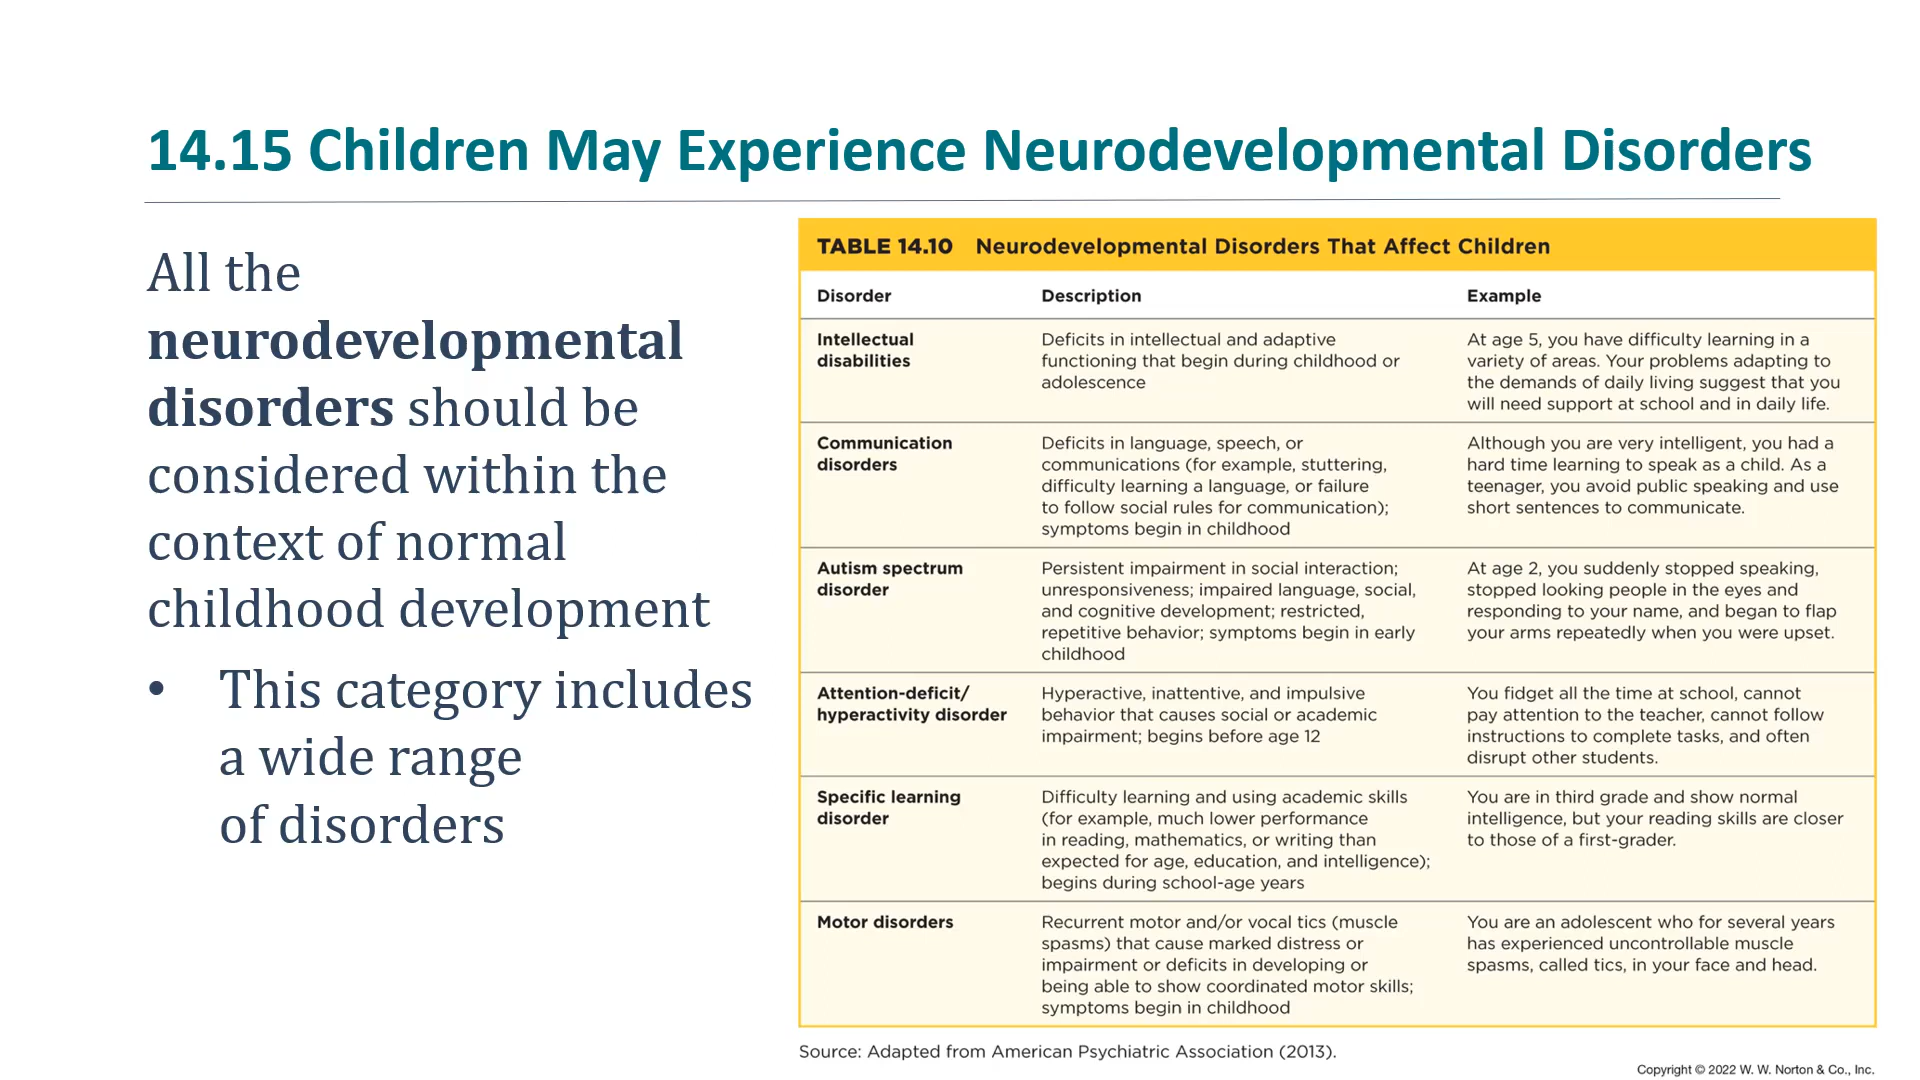 14.15 Children May Experience Neurodevelopmental Disorders
All the
neurodevelopmental
disorders should be
considered within the
context of normal
childhood development
• This category includes
a wide range
of disorders
TABLE 14.10 Neurodevelopmental Disorders That Affect Children
Disorder Description Example
Intellectual
disabilities
Deficits in intellectual and adaptive
functioning that begin during childhood or
adolescence
At age 5, you have difficulty learning in a
variety of areas. Your problems adapting to
the demands of daily living suggest that you
will need support at school and in daily life.
Communication
disorders
Deficits in language, speech, or
communications (for example, stuttering,
difficulty learning a language, or failure
to follow social rules for communication);
symptoms begin in childhood
Although you are very intelligent, you had a
hard time learning to speak as a child. As a
teenager, you avoid public speaking and use
short sentences to communicate.
Autism spectrum
disorder
Persistent impairment in social interaction;
unresponsiveness; impaired language, social,
and cognitive development; restricted,
repetitive behavior; symptoms begin in early
childhood
At age 2, you suddenly stopped speaking,
stopped looking people in the eyes and
responding to your name, and began to flap
your arms repeatedly when you were upset.
Attention-deficit/
hyperactivity disorder
Hyperactive, inattentive, and impulsive
behavior that causes social or academic
impairment; begins before age 12
You fidget all the time at school, cannot
pay attention to the teacher, cannot follow
instructions to complete tasks, and often
disrupt other students.
Specific learning
disorder
Difficulty learning and using academic skills
(for example, much lower performance
in reading, mathematics, or writing than
expected for age, education, and intelligence);
begins during school-age years
You are in third grade and show normal
intelligence, but your reading skills are closer
to those of a first-grader.
Motor disorders
Recurrent motor and/or vocal tics (muscle
spasms) that cause marked distress or
impairment or deficits in developing or
being able to show coordinated motor skills;
symptoms begin in childhood
You are an adolescent who for several years
has experienced uncontrollable muscle
spasms, called tics, in your face and head.
Source: Adapted from American Psychiatric Association (2013).
Copyright © 2022 W. W. Norton & Co., Inc.